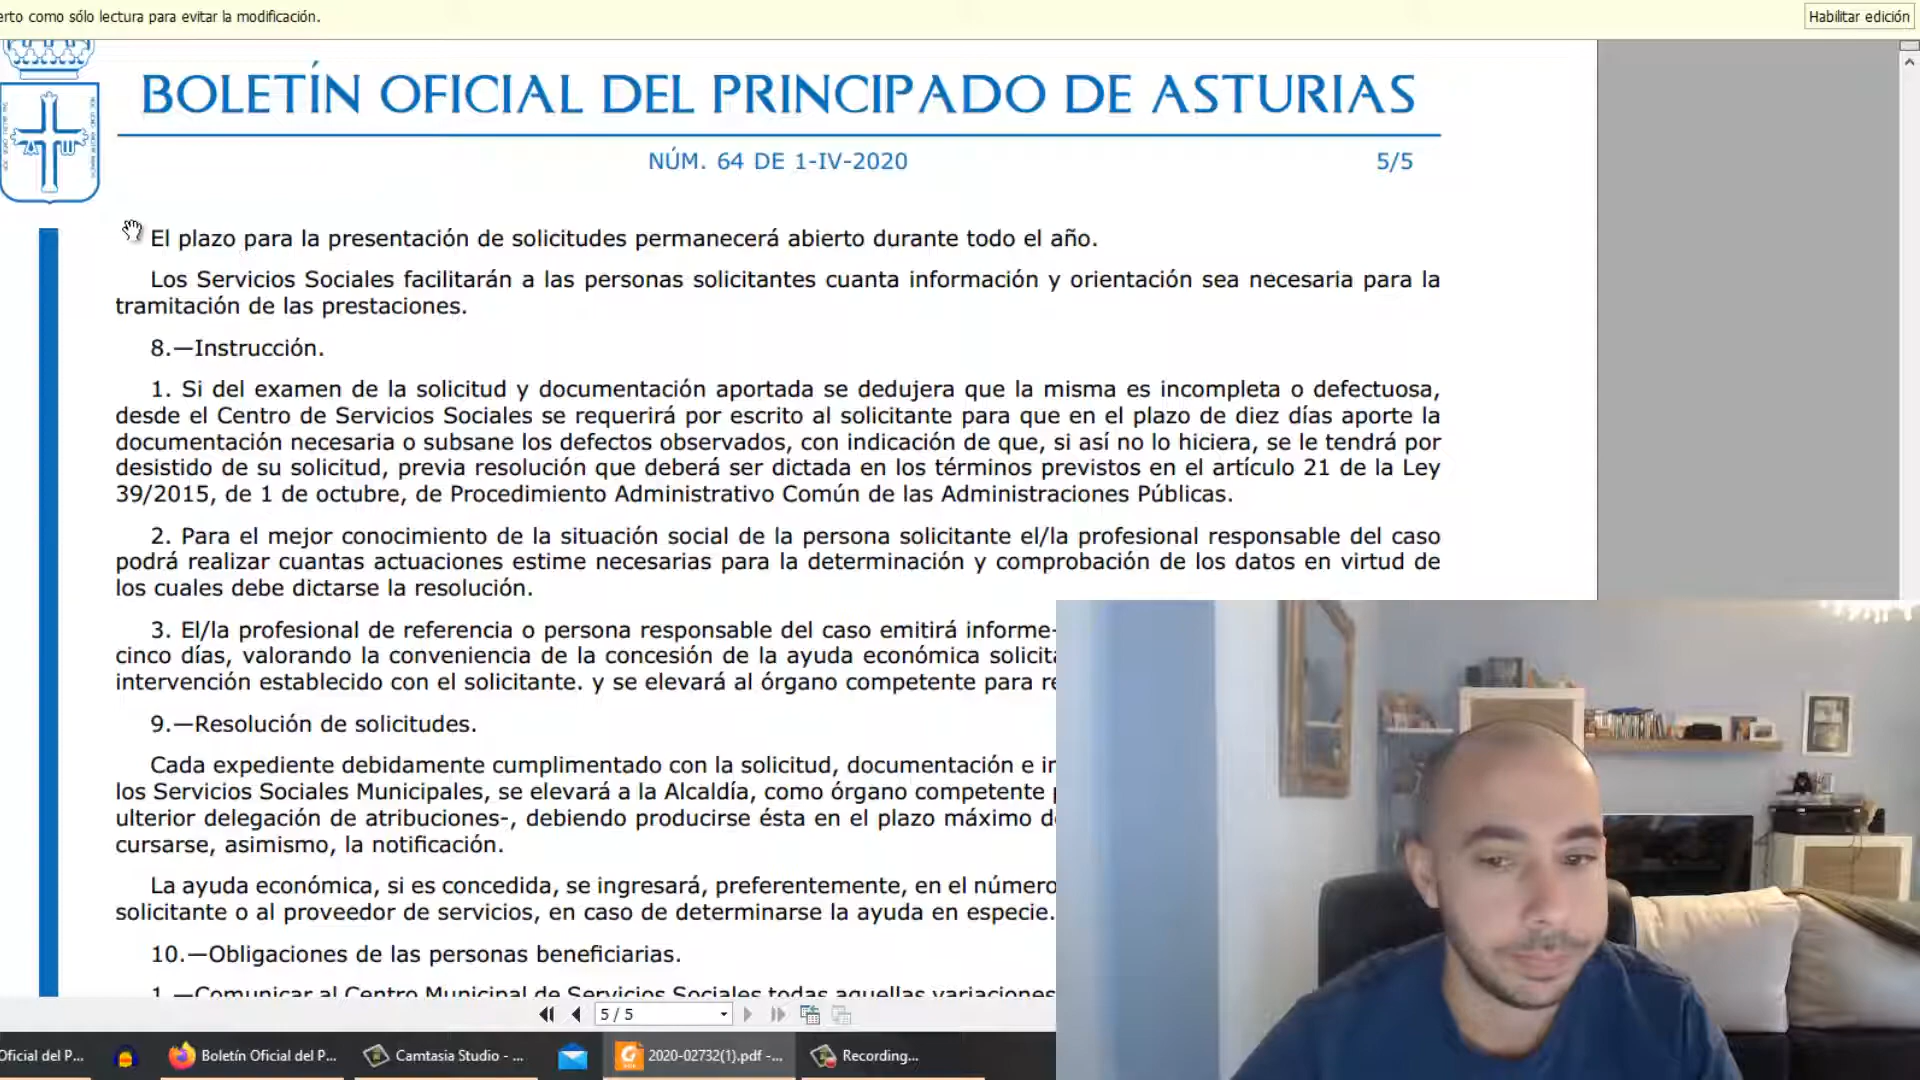 erto como sólo lectura para evitar la modificación.
Habilitar edición
BOLETÍN OFICIAL DEL PRINCIPADO DE ASTURIAS
NÚM. 64 DE 1-IV-2020
5/5
El plazo para la presentación de solicitudes permanecerá abierto durante todo el año.
Los Servicios Sociales facilitarán a las personas solicitantes cuanta información y orientación sea necesaria para la
tramitación de las prestaciones.
8.—Instrucción.
1. Si del examen de la solicitud y documentación aportada se dedujera que la misma es incompleta o defectuosa,
desde el Centro de Servicios Sociales se requerirá por escrito al solicitante para que en el plazo de diez días aporte la
documentación necesaria o subsane los defectos observados, con indicación de que, si así no lo hiciera, se le tendrá por
desistido de su solicitud, previa resolución que deberá ser dictada en los términos previstos en el artículo 21 de la Ley
39/2015, de 1 de octubre, de Procedimiento Administrativo Común de las Administraciones Públicas.
2. Para el mejor conocimiento de la situación social de la persona solicitante el/la profesional responsable del caso
podrá realizar cuantas actuaciones estime necesarias para la determinación y comprobación de los datos en virtud de
los cuales debe dictarse la resolución.
3. El/la profesional de referencia o persona responsable del caso emitirá informe-
cinco días, valorando la conveniencia de la concesión de la ayuda económica solicita
intervención establecido con el solicitante. y se elevará al órgano competente para re
9.—Resolución de solicitudes.
Cada expediente debidamente cumplimentado con la solicitud, documentación e in
los Servicios Sociales Municipales, se elevará a la Alcaldía, como órgano competente p
ulterior delegación de atribuciones-, debiendo producirse ésta en el plazo máximo de
cursarse, asimismo, la notificación.
La ayuda económica, si es concedida, se ingresará, preferentemente, en el número
solicitante o al proveedor de servicios, en caso de determinarse la ayuda en especie.
10.—Obligaciones de las personas beneficiarias.
1.—Comunicar al Centro Municipal de Servicios Sociales todas aquellas variaciones
5 / 5
Oficial del P...
Boletín Oficial del P...
Camtasia Studio - ...
2020-02732(1).pdf -...
Recording...